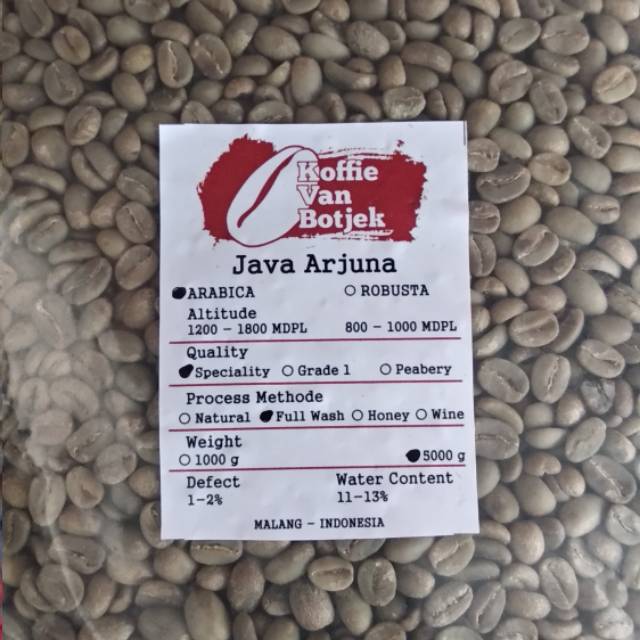 Koffie
Van
Botjek
Java Arjuna
ARABICA ROBUSTA
Altitude
1200 – 1800 MDPL 800 – 1000 MDPL
Quality
Speciality Grade 1 Peabery
Process Methode
Natural Full Wash Honey Wine
Weight
1000 g 5000 g
Defect Water Content
1-2% 11-13%
MALANG – INDONESIA